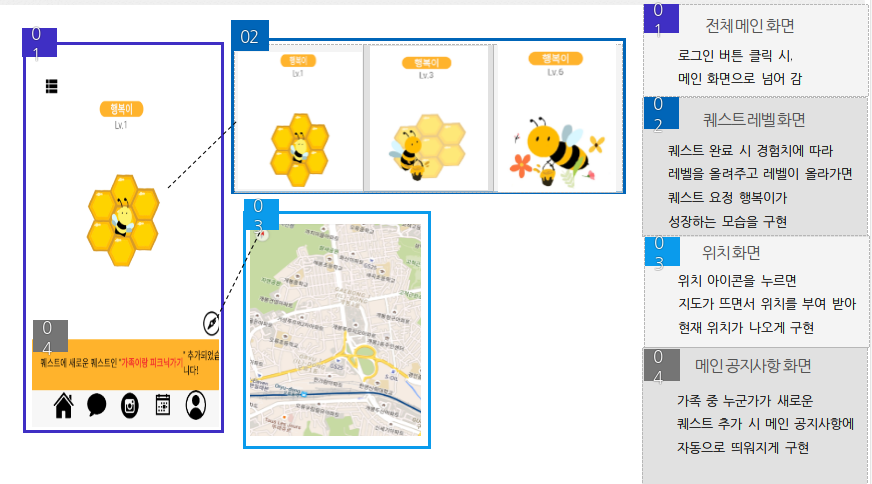 01
행복이
Lv.1
04
퀘스트에 새로운 퀘스트인 "가족이랑 피크닉가기" 추가되었습니다!
02
행복이
Lv.1
행복이
Lv.3
행복이
Lv.5
03
01
전체 메인 화면
로그인 버튼 클릭 시,
메인 화면으로 넘어 감
02
퀘스트 레벨 화면
퀘스트 완료 시 경험치에 따라
레벨을 올려주고 레벨이 올라가면
퀘스트 요정 행복이가
성장하는 모습을 구현
03
위치 화면
위치 아이콘을 누르면
지도가 뜨면서 위치를 부여 받아
현재 위치가 나오게 구현
04
메인 공지사항 화면
가족 중 누군가가 새로운
퀘스트 추가 시 메인 공지사항에
자동으로 띄워지게 구현